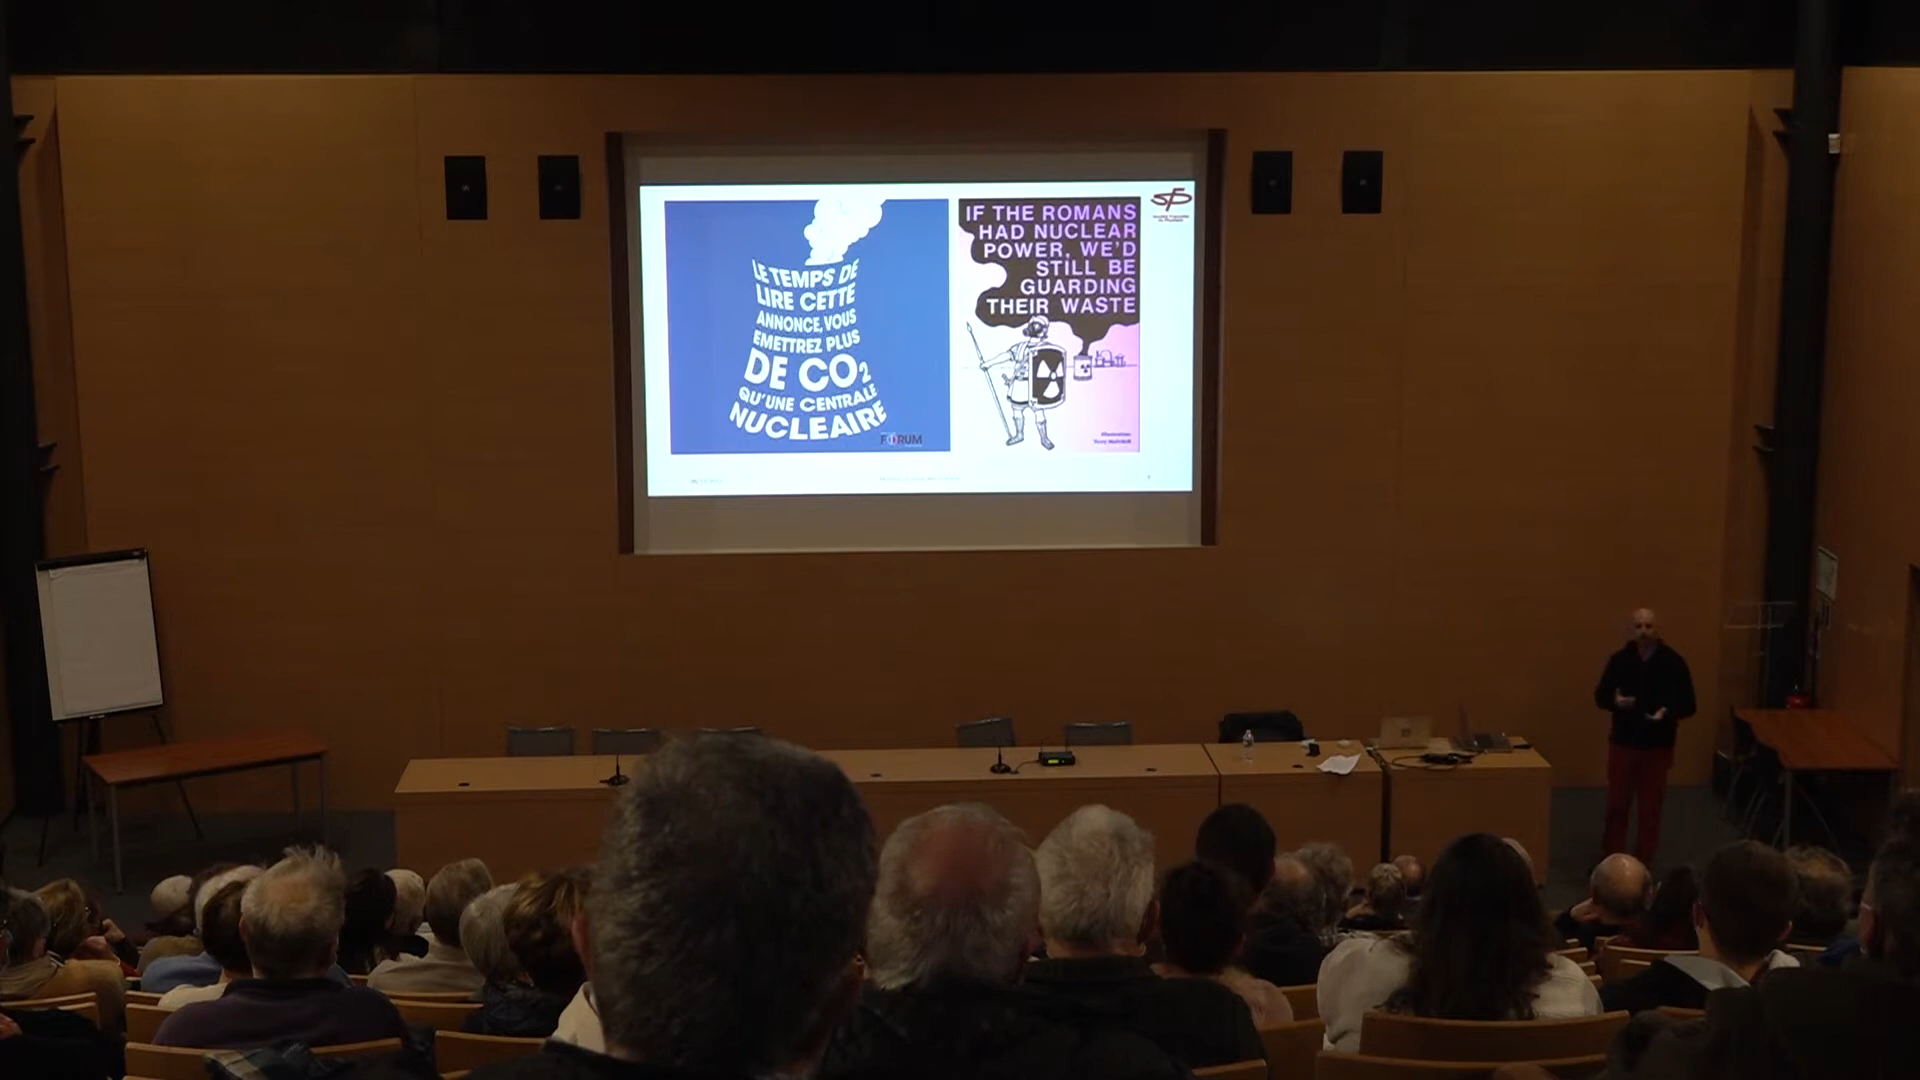 LE TEMPS DE
LIRE CETTE
ANNONCE, VOUS
EMETTREZ PLUS
DE CO2
QU'UNE CENTRALE
NUCLEAIRE
FORUM
IF THE ROMANS
HAD NUCLEAR
POWER, WE'D
STILL BE
GUARDING
THEIR WASTE